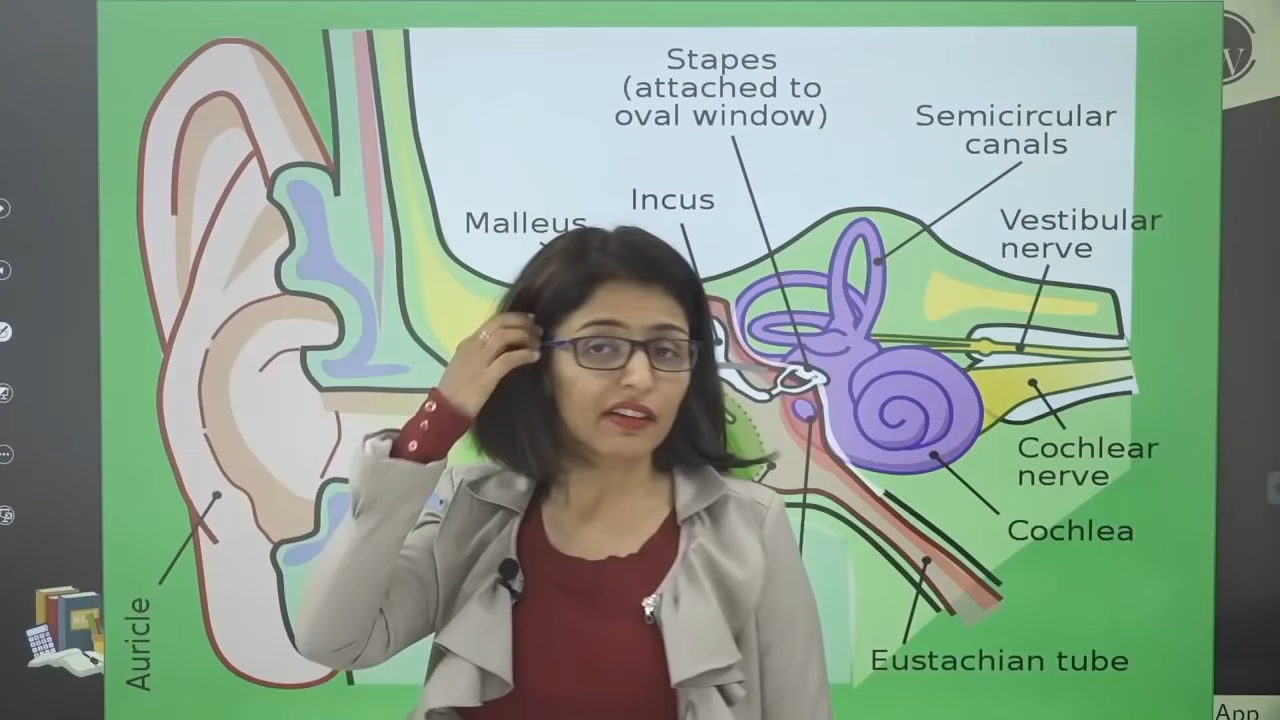 Stapes
(attached to
oval window)
Semicircular
canals
Incus
Malleus
Vestibular
nerve
Cochlear
nerve
Cochlea
Eustachian tube
Auricle
W
App